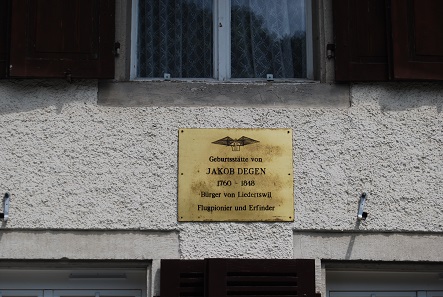 Geburtsstätte von
JAKOB DEGEN
1760 - 1848
Bürger von Liedertswil
Flugpionier und Erfinder